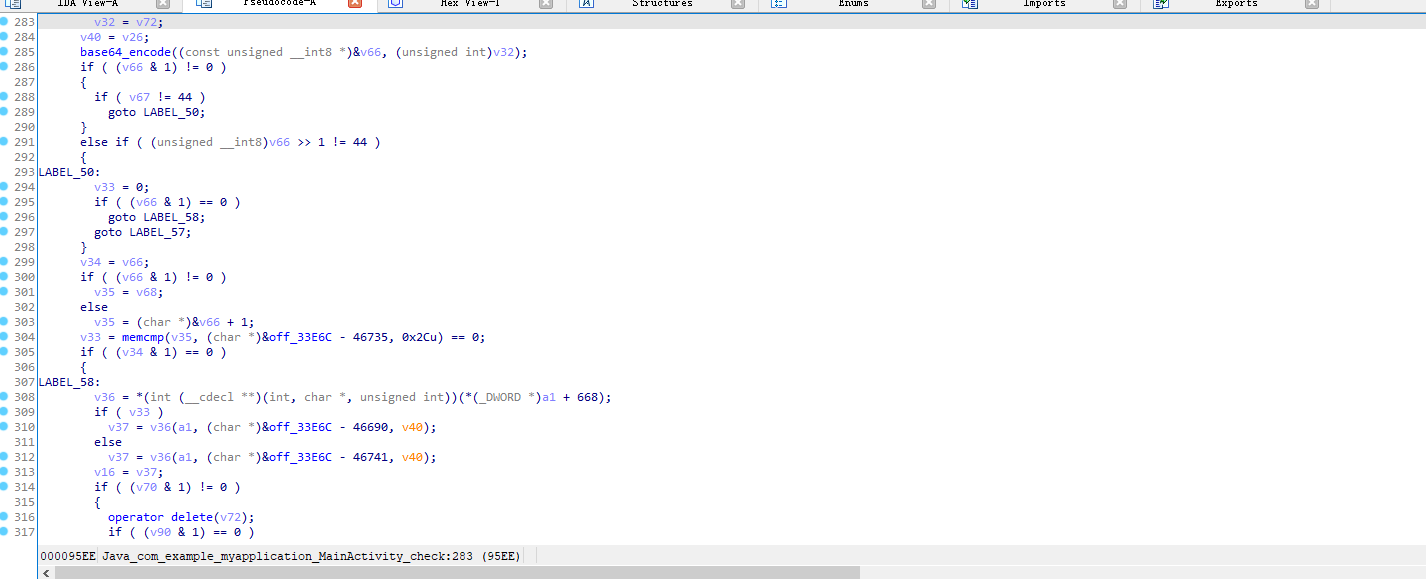 IDA View-A Pseudocode-A Hex View-1 Structures Enums Imports Exports
283 v32 = v72;
284 v40 = v26;
285 base64_encode((const unsigned __int8 *)&v66, (unsigned int)v32);
286 if ( (v66 & 1) != 0 )
287 {
288 if ( v67 != 44 )
289 goto LABEL_50;
290 }
291 else if ( (unsigned __int8)v66 >> 1 != 44 )
292 {
293 LABEL_50:
294 v33 = 0;
295 if ( (v66 & 1) == 0 )
296 goto LABEL_58;
297 goto LABEL_57;
298 }
299 v34 = v66;
300 if ( (v66 & 1) != 0 )
301 v35 = v68;
302 else
303 v35 = (char *)&v66 + 1;
304 v33 = memcmp(v35, (char *)&off_33E6C - 46735, 0x2Cu) == 0;
305 if ( (v34 & 1) == 0 )
306 {
307 LABEL_58:
308 v36 = *(int (__cdecl **)(int, char *, unsigned int))(*(_DWORD *)a1 + 668);
309 if ( v33 )
310 v37 = v36(a1, (char *)&off_33E6C - 46690, v40);
311 else
312 v37 = v36(a1, (char *)&off_33E6C - 46741, v40);
313 v16 = v37;
314 if ( (v70 & 1) != 0 )
315 {
316 operator delete(v72);
317 if ( (v90 & 1) == 0 )
000095EE Java_com_example_myapplication_MainActivity_check:283 (95EE)